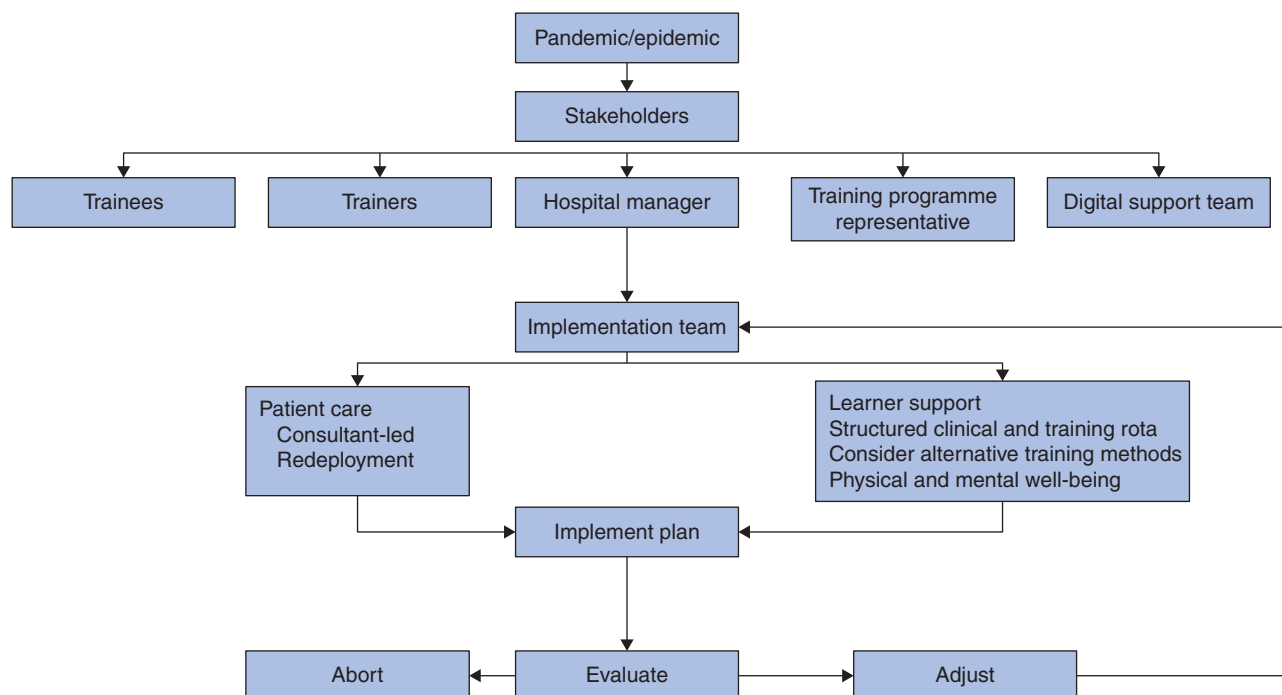 Pandemic/epidemic
Stakeholders
Trainees
Trainers
Hospital manager
Training programme
representative
Digital support team
Implementation team
Patient care
Consultant-led
Redeployment
Learner support
Structured clinical and training rota
Consider alternative training methods
Physical and mental well-being
Implement plan
Abort
Evaluate
Adjust